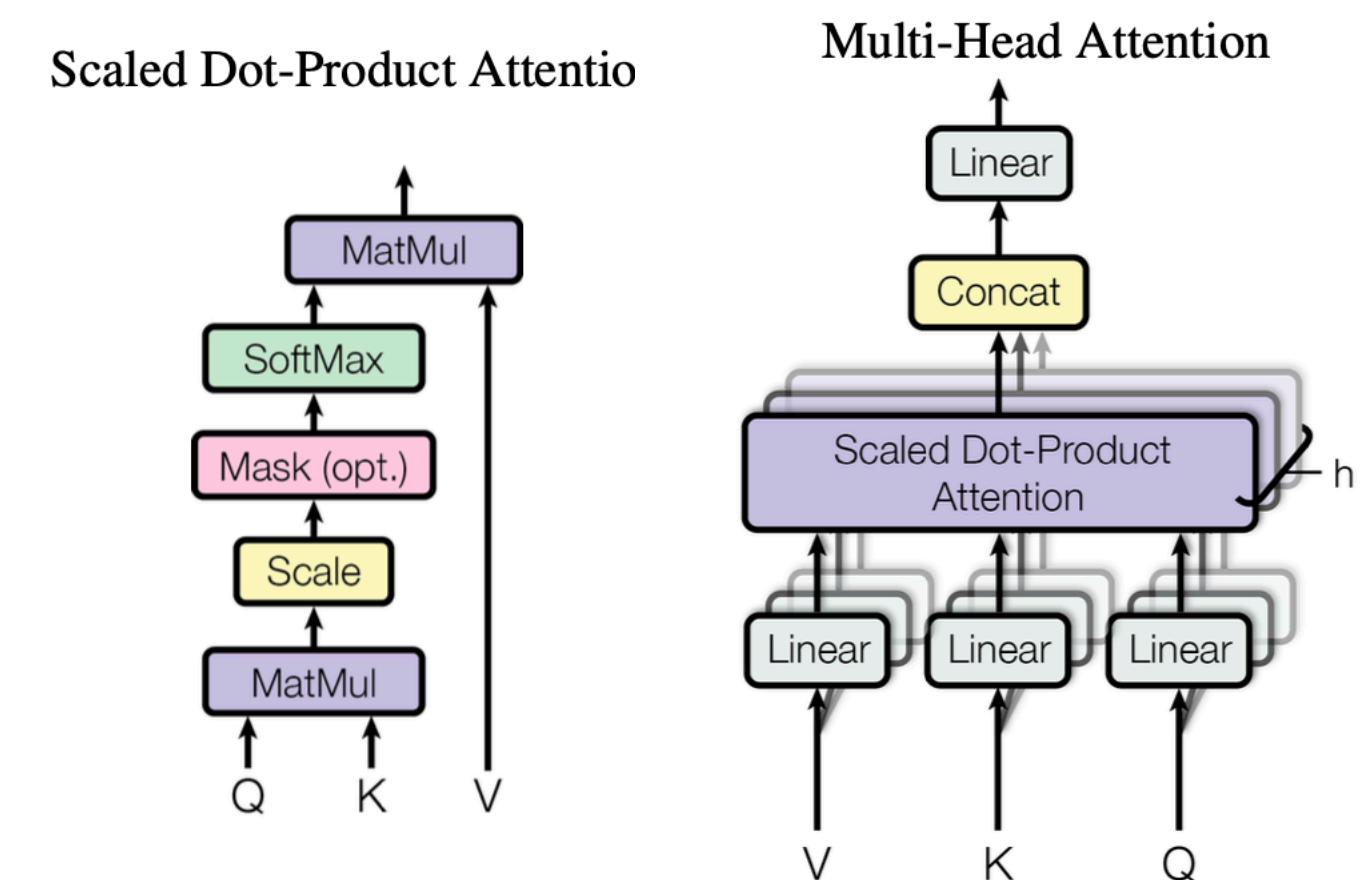 Scaled Dot-Product Attentio
MatMul
SoftMax
Mask (opt.)
Scale
MatMul
Q K V
Multi-Head Attention
Linear
Concat
Scaled Dot-Product
Attention
h
Linear Linear Linear
V K Q